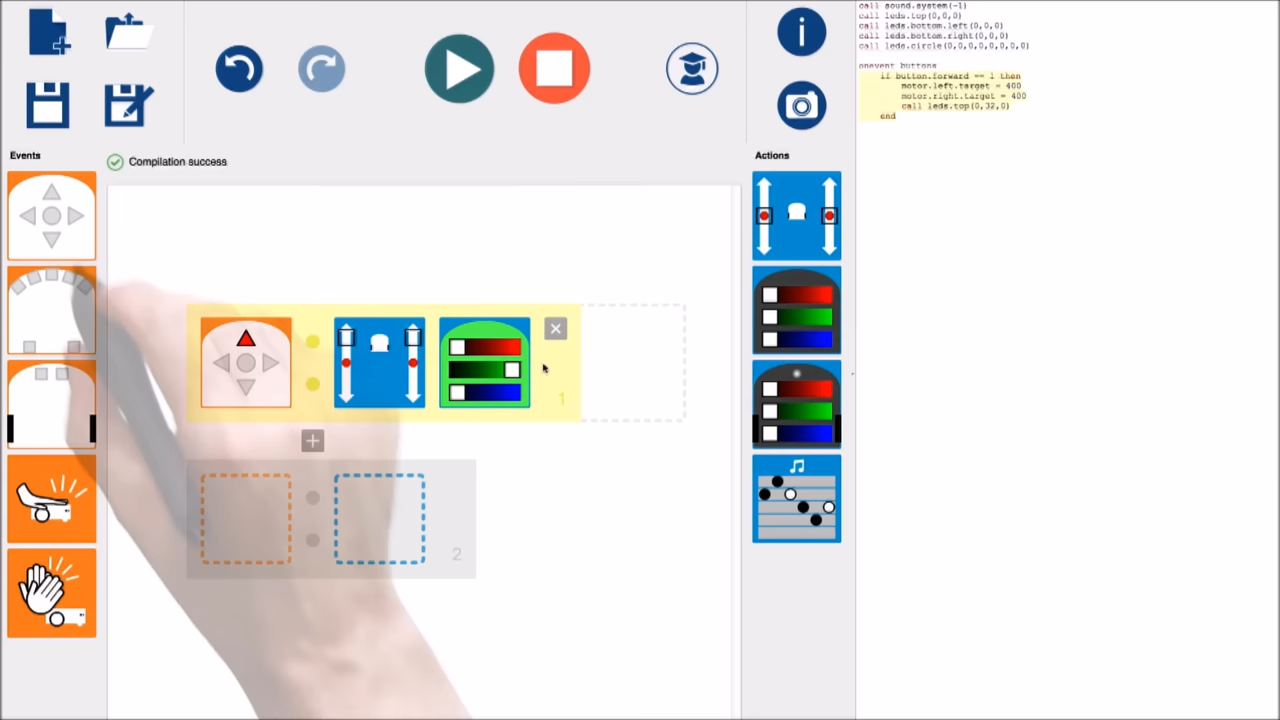 call sound.system(-1)
call leds.top(0,0,0)
call leds.bottom.left(0,0,0)
call leds.bottom.right(0,0,0)
call leds.circle(0,0,0,0,0,0,0,0)
onevent buttons
if button.forward == 1 then
motor.left.target = 400
motor.right.target = 400
call leds.top(0,32,0)
end
Events
Compilation success
Actions
1
2